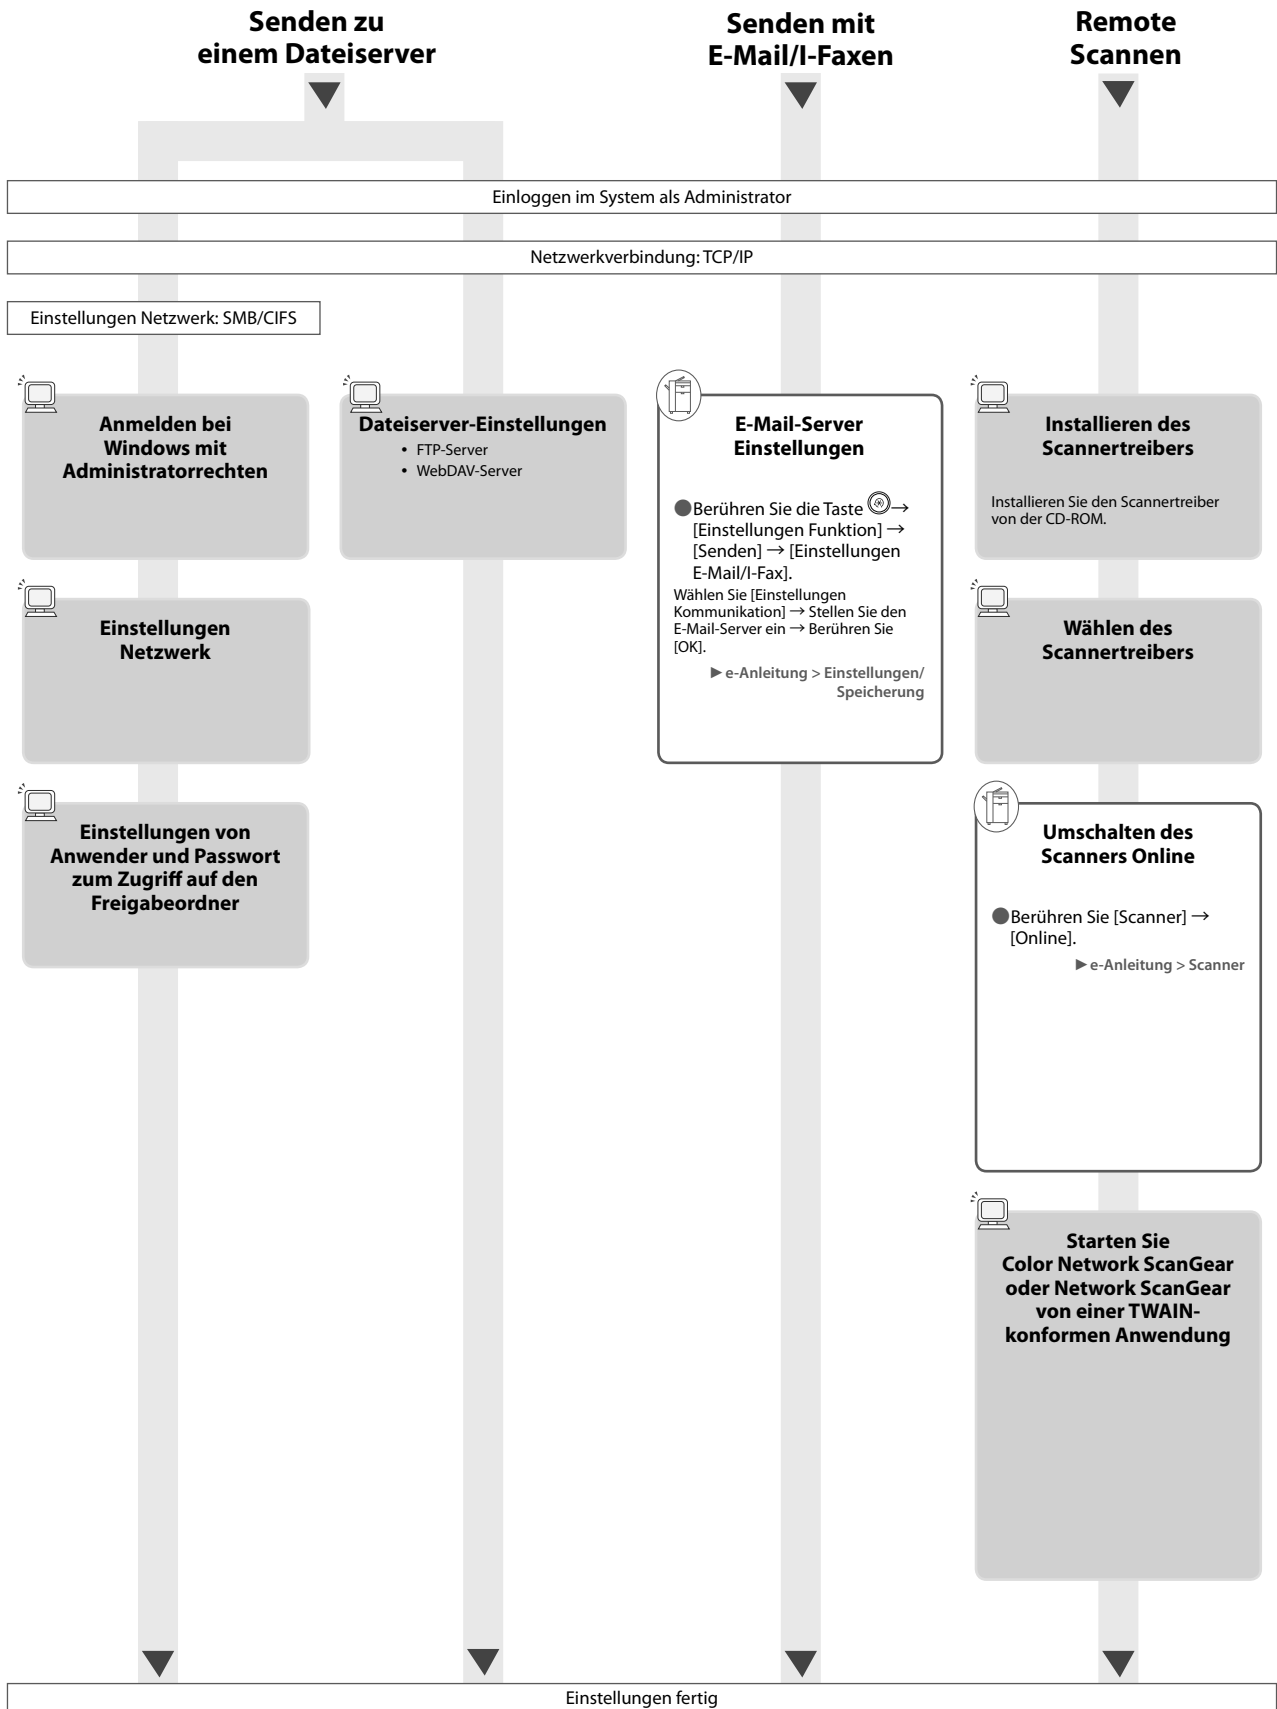 Senden zu
einem Dateiserver
Senden mit
E-Mail/I-Faxen
Remote
Scannen
Einloggen im System als Administrator
Netzwerkverbindung: TCP/IP
Einstellungen Netzwerk: SMB/CIFS
Anmelden bei
Windows mit
Administratorrechten
Einstellungen
Netzwerk
Einstellungen von
Anwender und Passwort
zum Zugriff auf den
Freigabeordner
Dateiserver-Einstellungen
• FTP-Server
• WebDAV-Server
E-Mail-Server
Einstellungen
●Berühren Sie die Taste →
[Einstellungen Funktion] →
[Senden] → [Einstellungen
E-Mail/I-Fax].
Wählen Sie [Einstellungen
Kommunikation] → Stellen Sie den
E-Mail-Server ein → Berühren Sie
[OK].
►e-Anleitung > Einstellungen/
Speicherung
Installieren des
Scannertreibers
Installieren Sie den Scannertreiber
von der CD-ROM.
Wählen des
Scannertreibers
Umschalten des
Scanners Online
●Berühren Sie [Scanner] →
[Online].
►e-Anleitung > Scanner
Starten Sie
Color Network ScanGear
oder Network ScanGear
von einer TWAIN-
konformen Anwendung
Einstellungen fertig